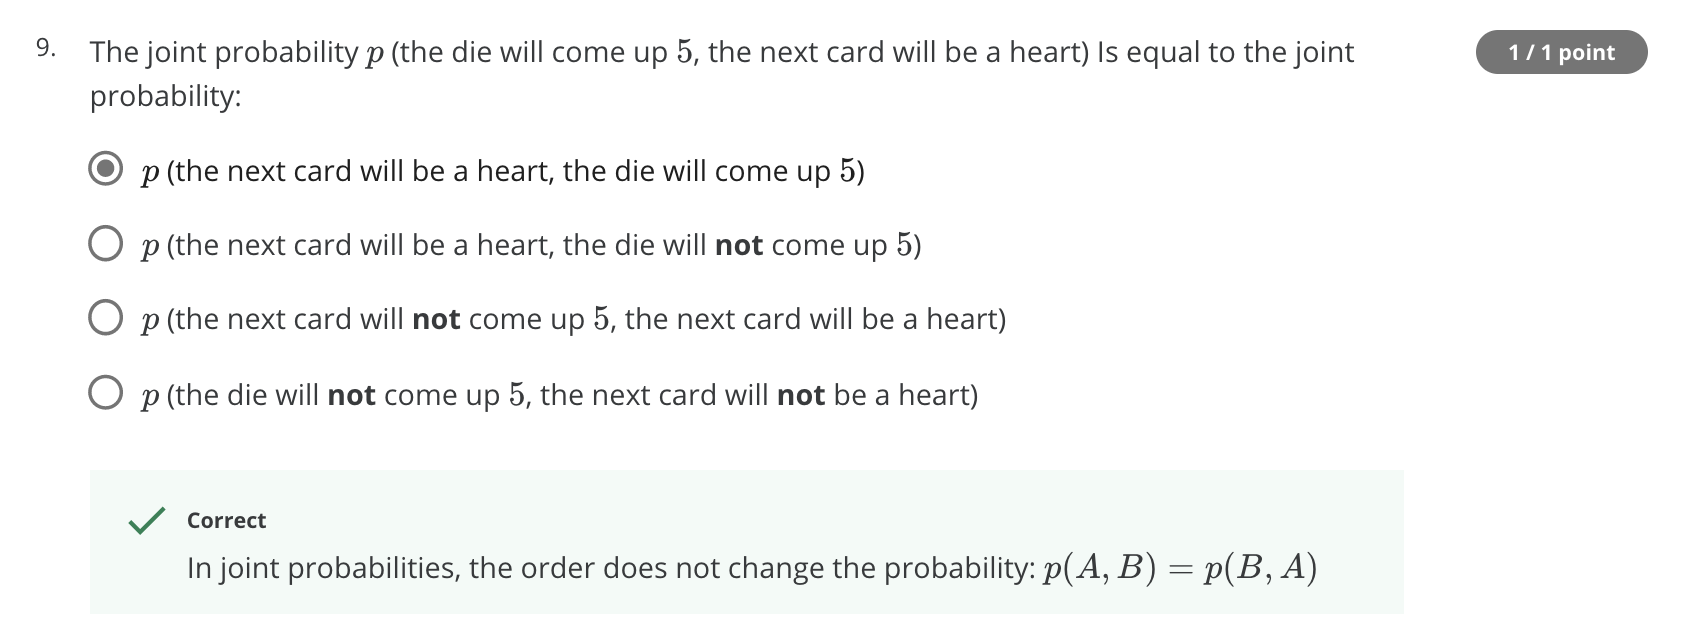 9. The joint probability p (the die will come up 5, the next card will be a heart) Is equal to the joint
probability:
1 / 1 point
p (the next card will be a heart, the die will come up 5)
p (the next card will be a heart, the die will not come up 5)
p (the next card will not come up 5, the next card will be a heart)
p (the die will not come up 5, the next card will not be a heart)
Correct
In joint probabilities, the order does not change the probability: p(A, B) = p(B, A)